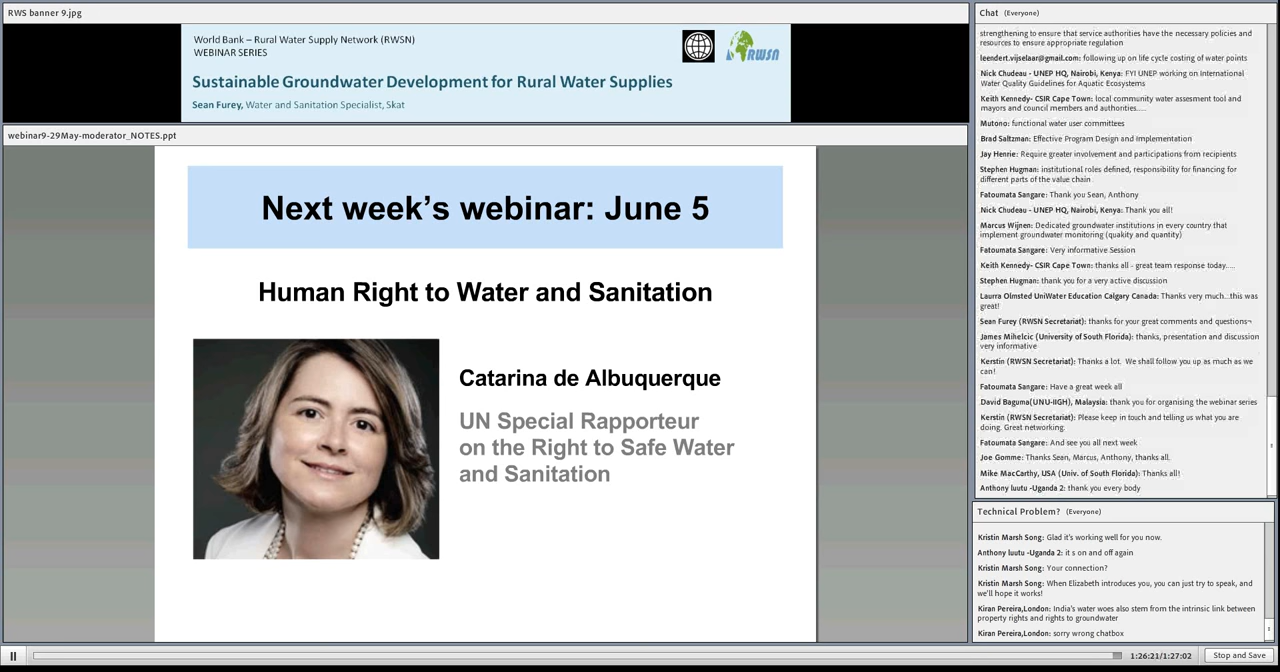 RWS banner 9.jpg
World Bank – Rural Water Supply Network (RWSN)
WEBINAR SERIES
RWSN
Sustainable Groundwater Development for Rural Water Supplies
Sean Furey, Water and Sanitation Specialist, Skat
webinar9-29May-moderator_NOTES.ppt
Next week's webinar: June 5
Human Right to Water and Sanitation
Catarina de Albuquerque
UN Special Rapporteur
on the Right to Safe Water
and Sanitation
Chat (Everyone)
strengthening to ensure that service authorities have the necessary policies and
resources to ensure appropriate regulation
leendert.vijselaar@gmail.com: following up on life cycle costing of water points
Nick Chudeau - UNEP HQ, Nairobi, Kenya: FYI UNEP working on International
Water Quality Guidelines for Aquatic Ecosystems
Keith Kennedy- CSIR Cape Town: local community water assesment tool and
mayors and council members and authorities.....
Mutono: functional water user committees
Brad Saltzman: Effective Program Design and Implementation
Jay Henrie: Require greater involvement and participations from recipients
Stephen Hugman: institutional roles defined, responsibility for financing for
different parts of the value chain
Fatoumata Sangare: Thank you Sean, Anthony
Nick Chudeau - UNEP HQ, Nairobi, Kenya: Thank you all!
Marcus Wijnen: Dedicated groundwater institutions in every country that
implement groundwater monitoring (quakity and quantity)
Fatoumata Sangare: Very informative Session
Keith Kennedy- CSIR Cape Town: thanks all - great team response today.....
Stephen Hugman: thank you for a very active discussion
Laurra Olmsted UniWater Education Calgary Canada: Thanks very much...this was
great!
Sean Furey (RWSN Secretariat): thanks for your great comments and questions¬
James Mihelcic (University of South Florida): thanks, presentation and discussion
very informative
Kerstin (RWSN Secretariat): Thanks a lot.  We shall follow you up as much as we
can!
Fatoumata Sangare: Have a great week all
David Baguma(UNU-IIGH), Malaysia: thank you for organising the webinar series
Kerstin (RWSN Secretariat): Please keep in touch and telling us what you are
doing. Great networking.
Fatoumata Sangare: And see you all next week
Joe Gomme: Thanks Sean, Marcus, Anthony, thanks all.
Mike MacCarthy, USA (Univ. of South Florida): Thanks all!
Anthony luutu -Uganda 2: thank you every body
Technical Problem? (Everyone)
Kristin Marsh Song: Glad it's working well for you now.
Anthony luutu -Uganda 2: it s on and off again
Kristin Marsh Song: Your connection?
Kristin Marsh Song: When Elizabeth introduces you, you can just try to speak, and
we'll hope it works!
Kiran Pereira,London: India's water woes also stem from the intrinsic link between
property rights and rights to groundwater
Kiran Pereira,London: sorry wrong chatbox
1:26:21/1:27:02
Stop and Save